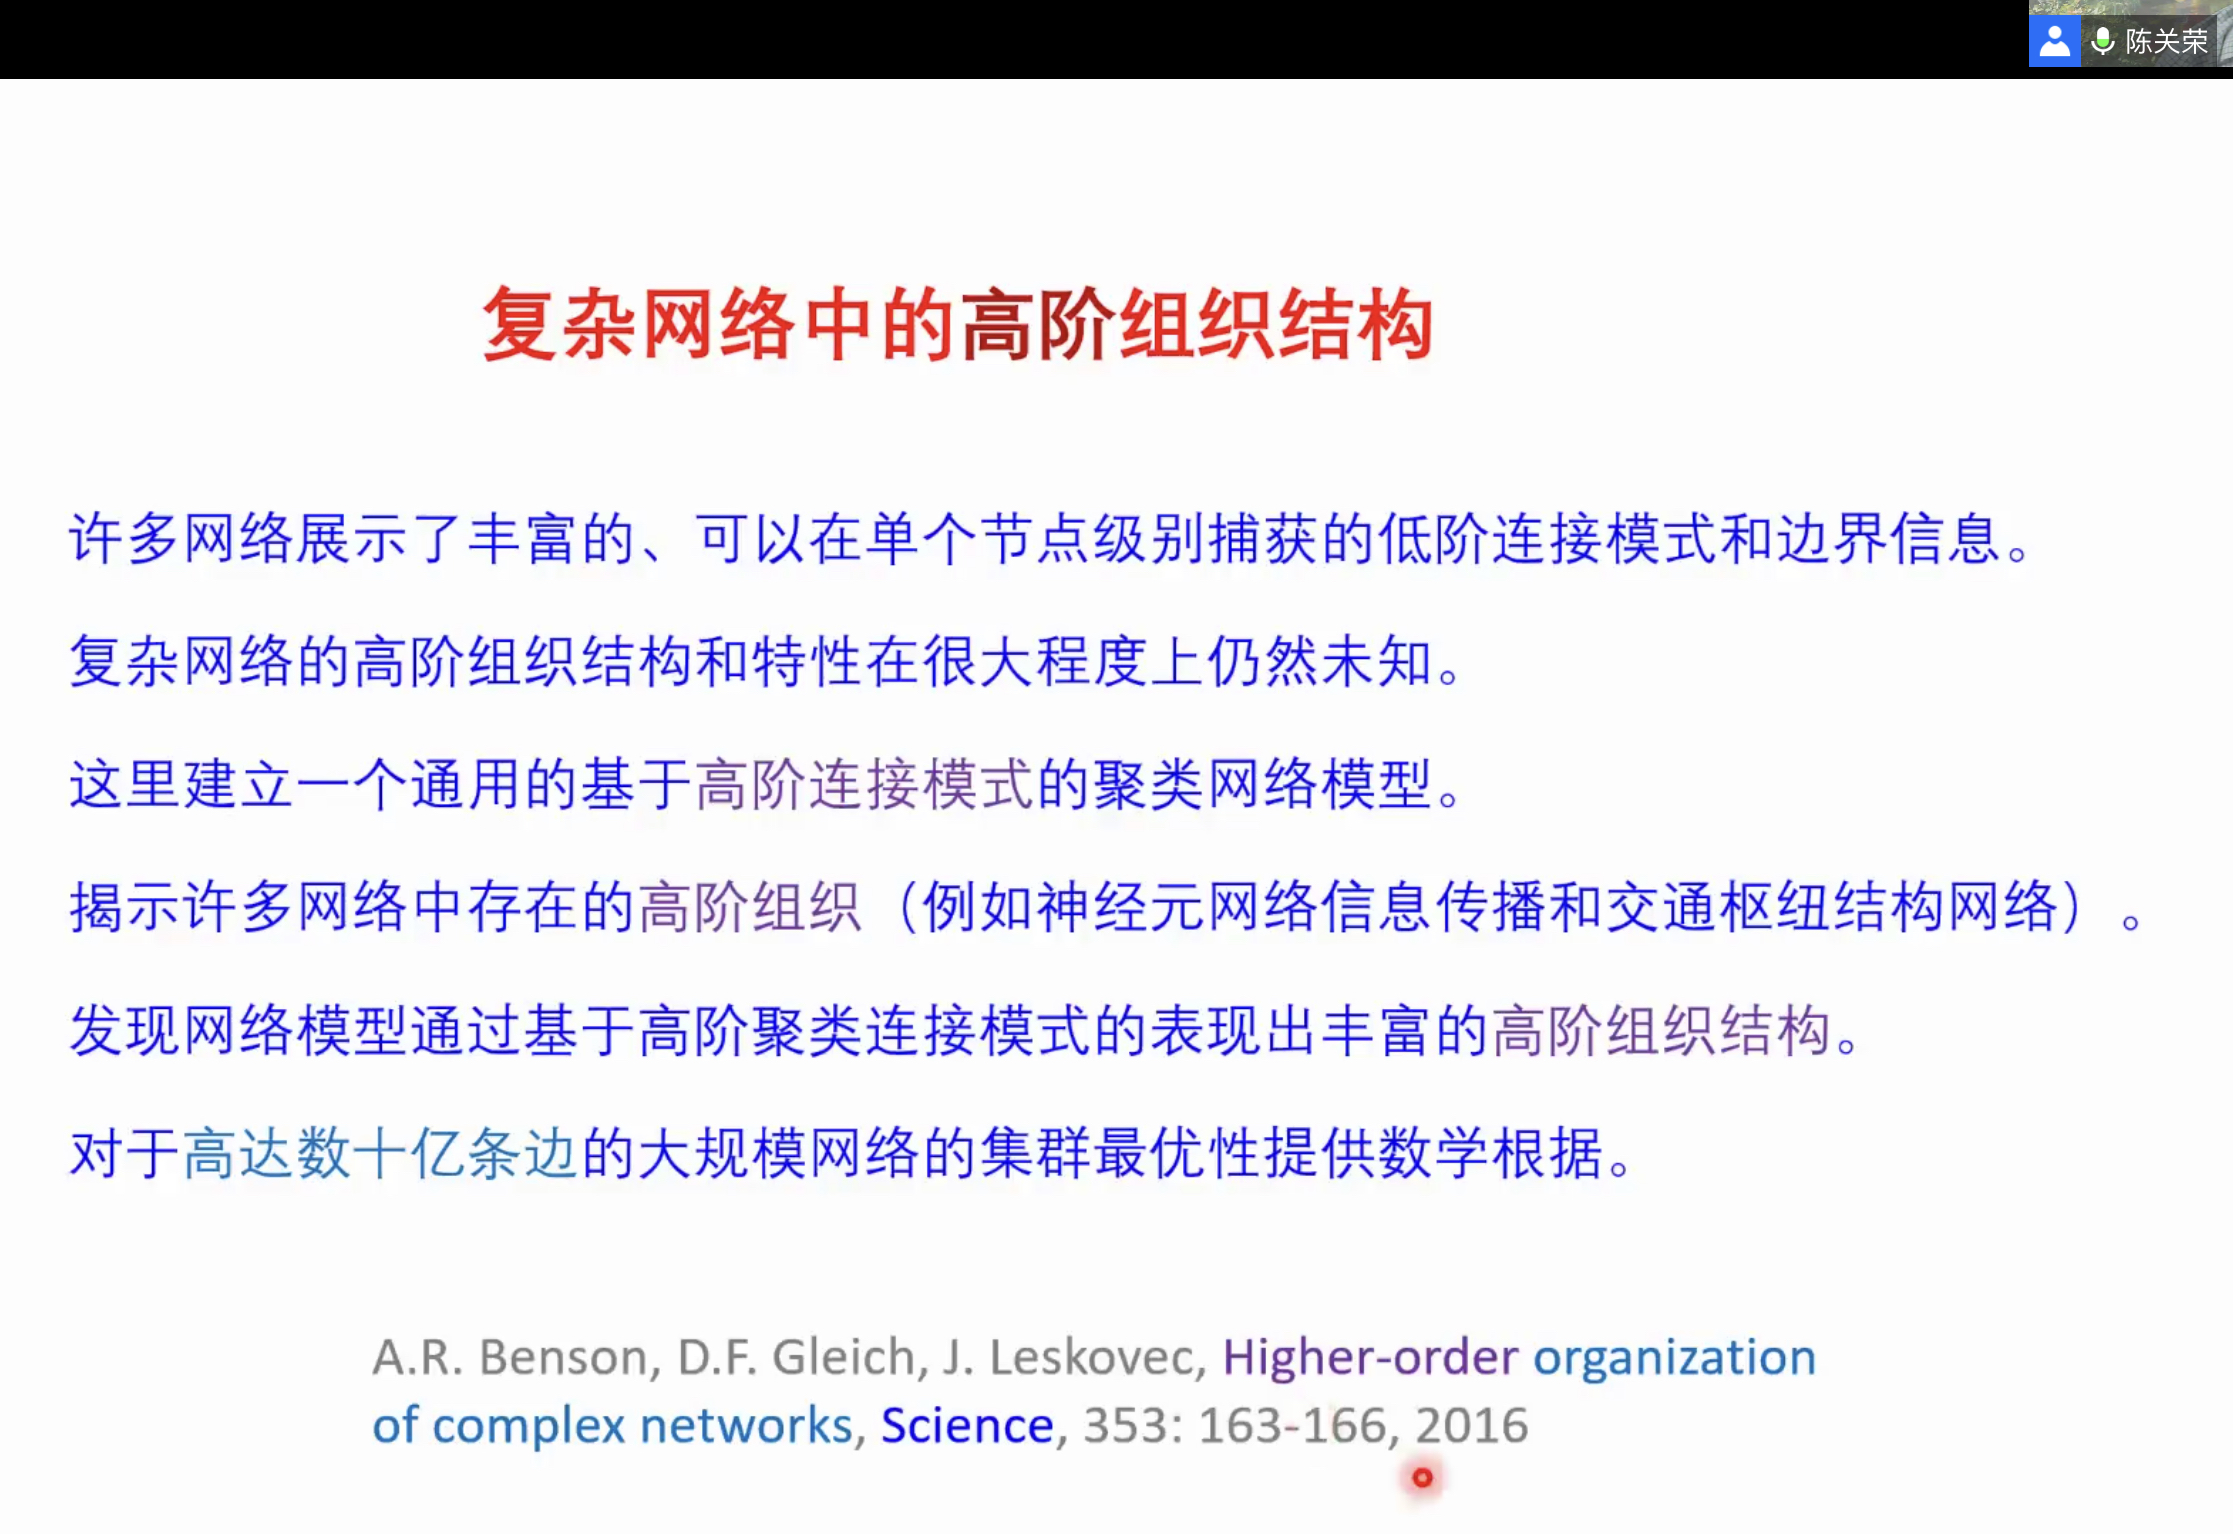 陈关荣
复杂网络中的高阶组织结构
许多网络展示了丰富的、可以在单个节点级别捕获的低阶连接模式和边界信息。
复杂网络的高阶组织结构和特性在很大程度上仍然未知。
这里建立一个通用的基于高阶连接模式的聚类网络模型。
揭示许多网络中存在的高阶组织（例如神经元网络信息传播和交通枢纽结构网络）。
发现网络模型通过基于高阶聚类连接模式的表现出丰富的高阶组织结构。
对于高达数十亿条边的大规模网络的集群最优性提供数学根据。
A.R. Benson, D.F. Gleich, J. Leskovec, Higher-order organization
of complex networks, Science, 353: 163-166, 2016